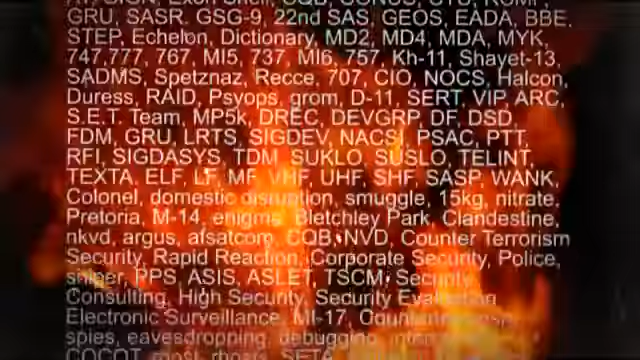 GRU, SASR, GSG-9, 22nd SAS, GEOS, EADA, BBE,
STEP, Echelon, Dictionary, MD2, MD4, MDA, MYK,
747,777, 767, MI5, 737, MI6, 757, Kh-11, Shayet-13,
SADMS, Spetznaz, Recce, 707, CIO, NOCS, Halcon,
Duress, RAID, Psyops, grom, D-11, SERT, VIP, ARC,
S.E.T. Team, MP5k, DREC, DEVGRP, DF, DSD,
FDM, GRU, LRTS, SIGDEV, NACSI, PSAC, PTT,
RFI, SIGDASYS, TDM, SUKLO, SUSLO, TELINT,
TEXTA, ELF, LF, MF, VHF, UHF, SHF, SASP, WANK,
Colonel, domestic disruption, smuggle, 15kg, nitrate,
Pretoria, M-14, enigma, Bletchley Park, Clandestine,
nkvd, argus, afsatcom, CQB, NVD, Counter Terrorism
Security, Rapid Reaction, Corporate Security, Police,
sniper, PPS, ASIS, ASLET, TSCM, Security
Consulting, High Security, Security Evaluation,
Electronic Surveillance, MI-17,
spies, eavesdropping, debugging,
COCOT,